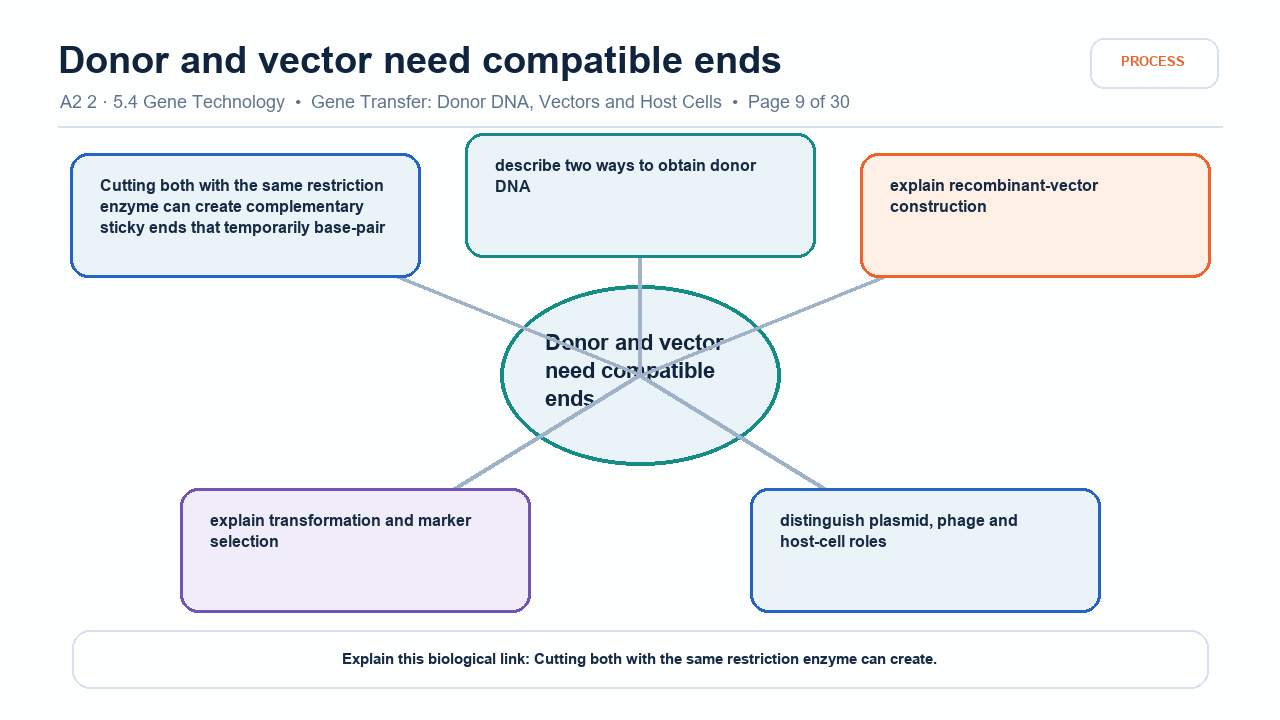 Donor and vector need compatible ends
PROCESS
A2 2 · 5.4 Gene Technology • Gene Transfer: Donor DNA, Vectors and Host Cells • Page 9 of 30
Cutting both with the same restriction
enzyme can create complementary
sticky ends that temporarily base-pair
describe two ways to obtain donor
DNA
explain recombinant-vector
construction
Donor and vector
need compatible
ends
explain transformation and marker
selection
distinguish plasmid, phage and
host-cell roles
Explain this biological link: Cutting both with the same restriction enzyme can create.